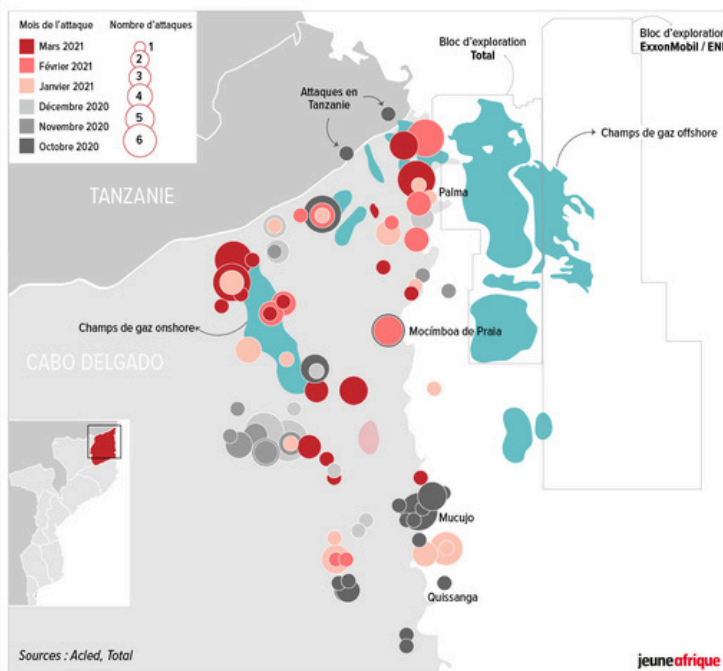 Mois de l'attaque
Mars 2021
Février 2021
Janvier 2021
Décembre 2020
Novembre 2020
Octobre 2020
Nombre d'attaques
1
2
3
4
5
6
Bloc d'exploration
Total
Bloc d'exploration
ExxonMobil / ENI
Attaques en
Tanzanie
Champs de gaz offshore
TANZANIE
Palma
Champs de gaz onshore
Mocímboa de Praia
CABO DELGADO
Mucujo
Quissanga
Sources : Acled, Total
jeuneafrique